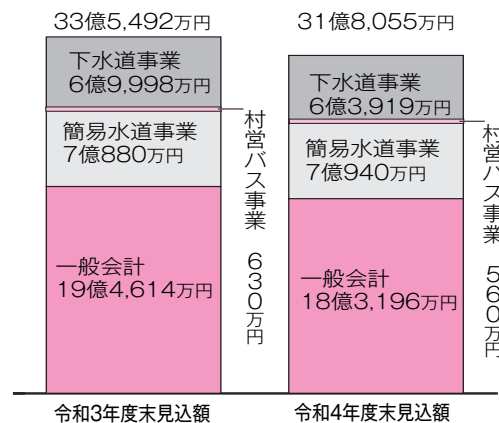 33億5,492万円
下水道事業
6億9,998万円
簡易水道事業
7億880万円
村営バス事業 630万円
一般会計
19億4,614万円
令和3年度末見込額
31億8,055万円
下水道事業
6億3,919万円
簡易水道事業
7億940万円
村営バス事業 560万円
一般会計
18億3,196万円
令和4年度末見込額